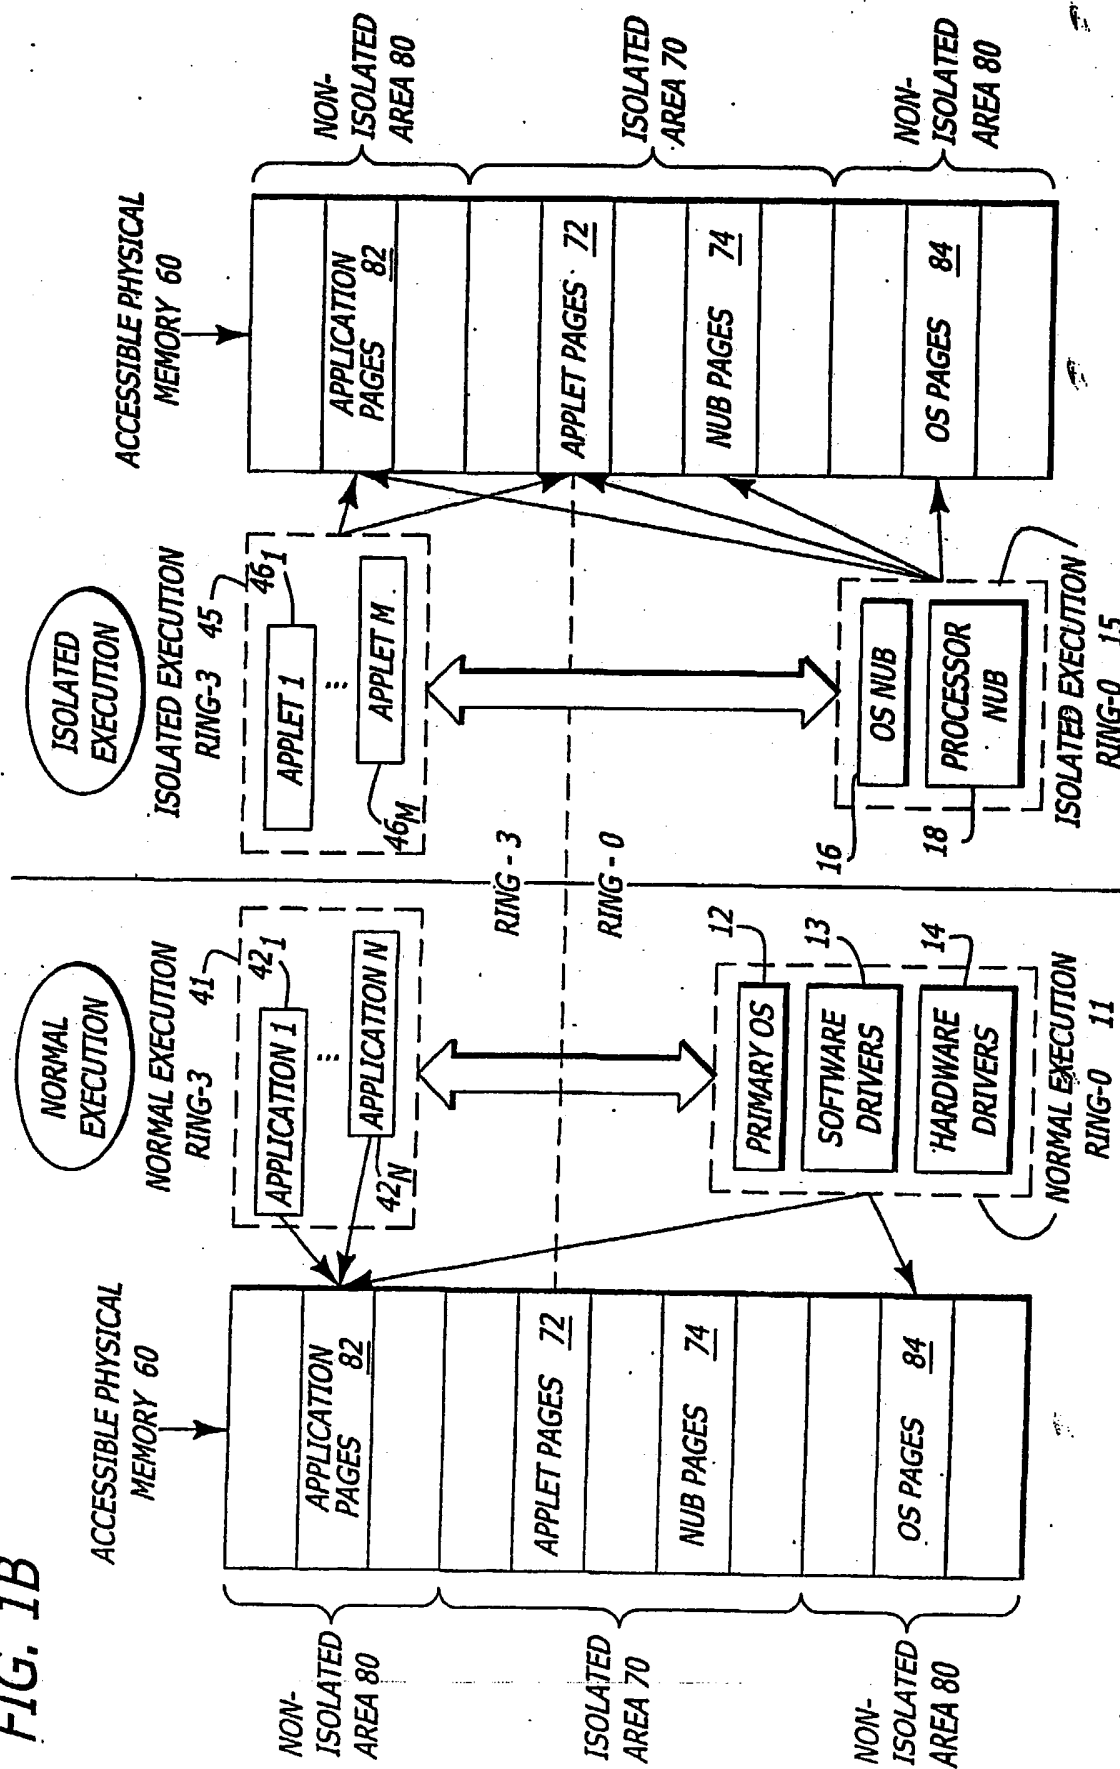 FIG. 1B
ACCESSIBLE PHYSICAL
MEMORY 60
NON-
ISOLATED
AREA 80
APPLICATION
PAGES 82
ISOLATED
AREA 70
APPLET PAGES 72
NUB PAGES 74
NON-
ISOLATED
AREA 80
OS PAGES 84
NORMAL
EXECUTION
NORMAL EXECUTION
RING-3 41
APPLICATION 1
42₁
...
APPLICATION N
42N
RING - 3
RING - 0
PRIMARY OS
12
SOFTWARE
DRIVERS
13
HARDWARE
DRIVERS
14
NORMAL EXECUTION
RING-0 11
ISOLATED
EXECUTION
ISOLATED EXECUTION
RING-3 45
APPLET 1
46₁
...
APPLET M
46M
OS NUB
16
PROCESSOR
NUB
18
ISOLATED EXECUTION
RING-0 15
ACCESSIBLE PHYSICAL
MEMORY 60
APPLICATION
PAGES 82
APPLET PAGES 72
NUB PAGES 74
OS PAGES 84
NON-
ISOLATED
AREA 80
ISOLATED
AREA 70
NON-
ISOLATED
AREA 80